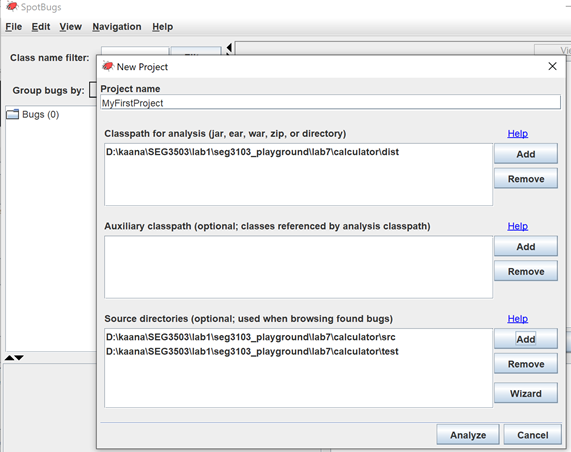 SpotBugs
File Edit View Navigation Help
Class name filter:
Group bugs by:
Bugs (0)
New Project
Project name
MyFirstProject
Classpath for analysis (jar, ear, war, zip, or directory)
Help
D:\kaana\SEG3503\lab1\seg3103_playground\lab7\calculator\dist
Add
Remove
Auxiliary classpath (optional; classes referenced by analysis classpath)
Help
Add
Remove
Source directories (optional; used when browsing found bugs)
Help
D:\kaana\SEG3503\lab1\seg3103_playground\lab7\calculator\src
D:\kaana\SEG3503\lab1\seg3103_playground\lab7\calculator\test
Add
Remove
Wizard
Analyze
Cancel